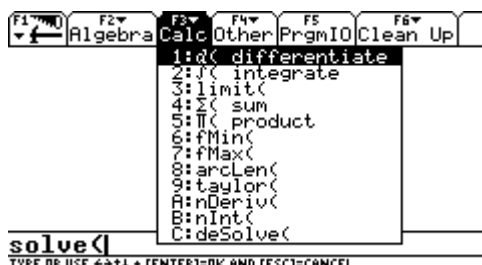 F1 F2 F3 F4 F5 F6
Algebra Calc Other PrgmIO Clean Up
1:d( differentiate
2:∫( integrate
3:limit(
4:Σ( sum
5:Π( product
6:fMin(
7:fMax(
8:arcLen(
9:taylor(
A:nDeriv(
B:nInt(
C:deSolve(
solve(
TYPE OR USE ←→↑↓ + [ENTER]=OK AND [ESC]=CANCEL